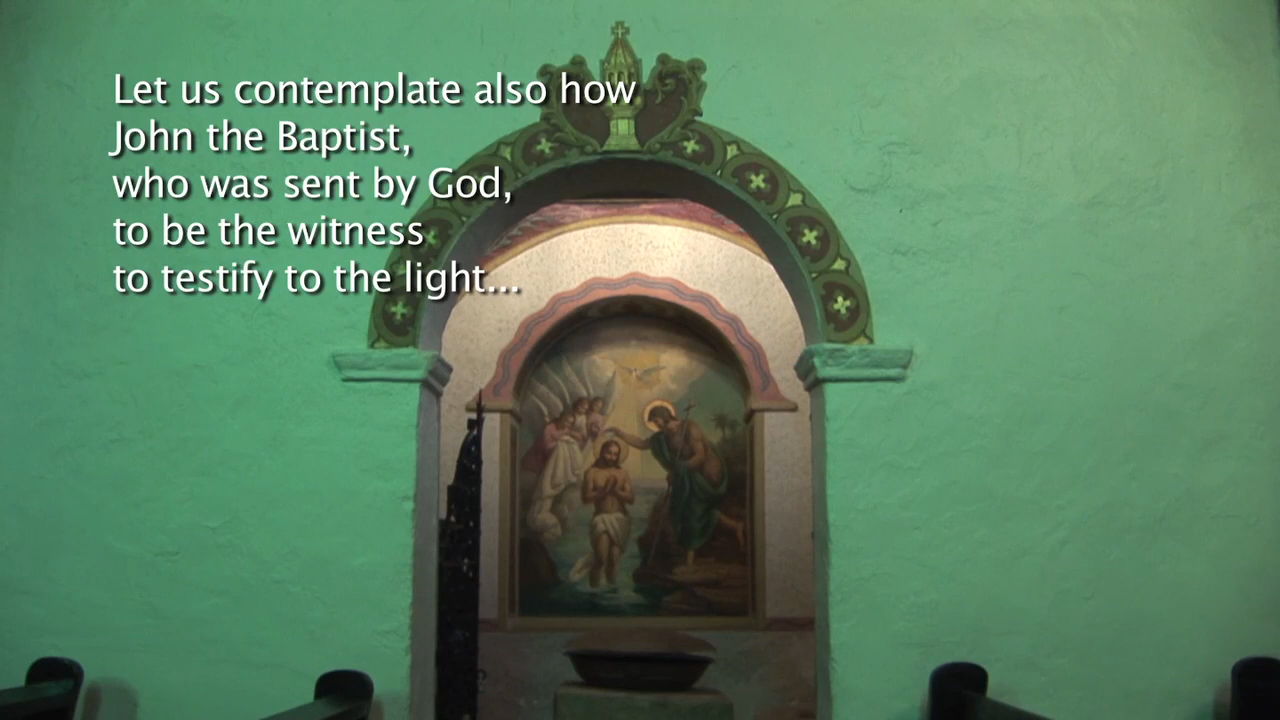 Let us contemplate also how
John the Baptist,
who was sent by God,
to be the witness
to testify to the light...